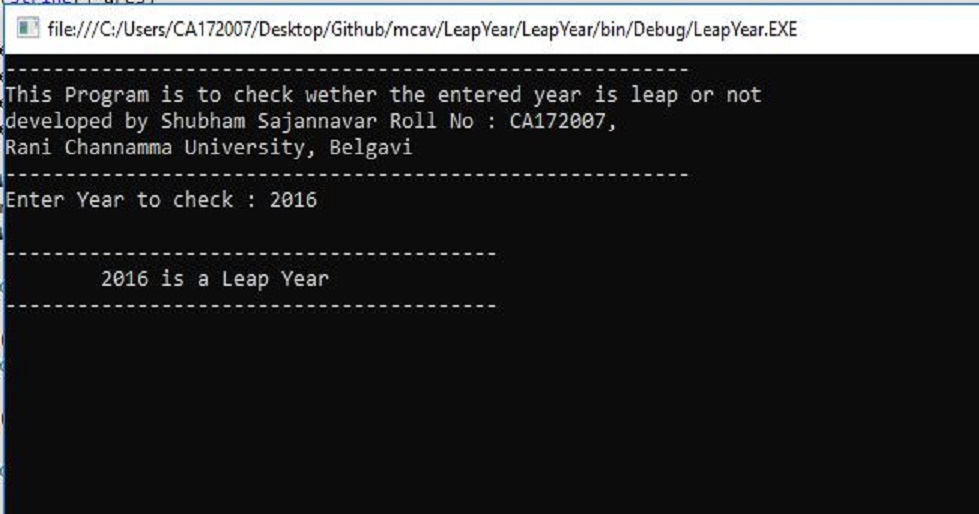 file:///C:/Users/CA172007/Desktop/Github/mcav/LeapYear/LeapYear/bin/Debug/LeapYear.EXE
---------------------------------------------------------
This Program is to check wether the entered year is leap or not
developed by Shubham Sajannavar Roll No : CA172007,
Rani Channamma University, Belgavi
---------------------------------------------------------
Enter Year to check : 2016
-----------------------------------------
2016 is a Leap Year
-----------------------------------------